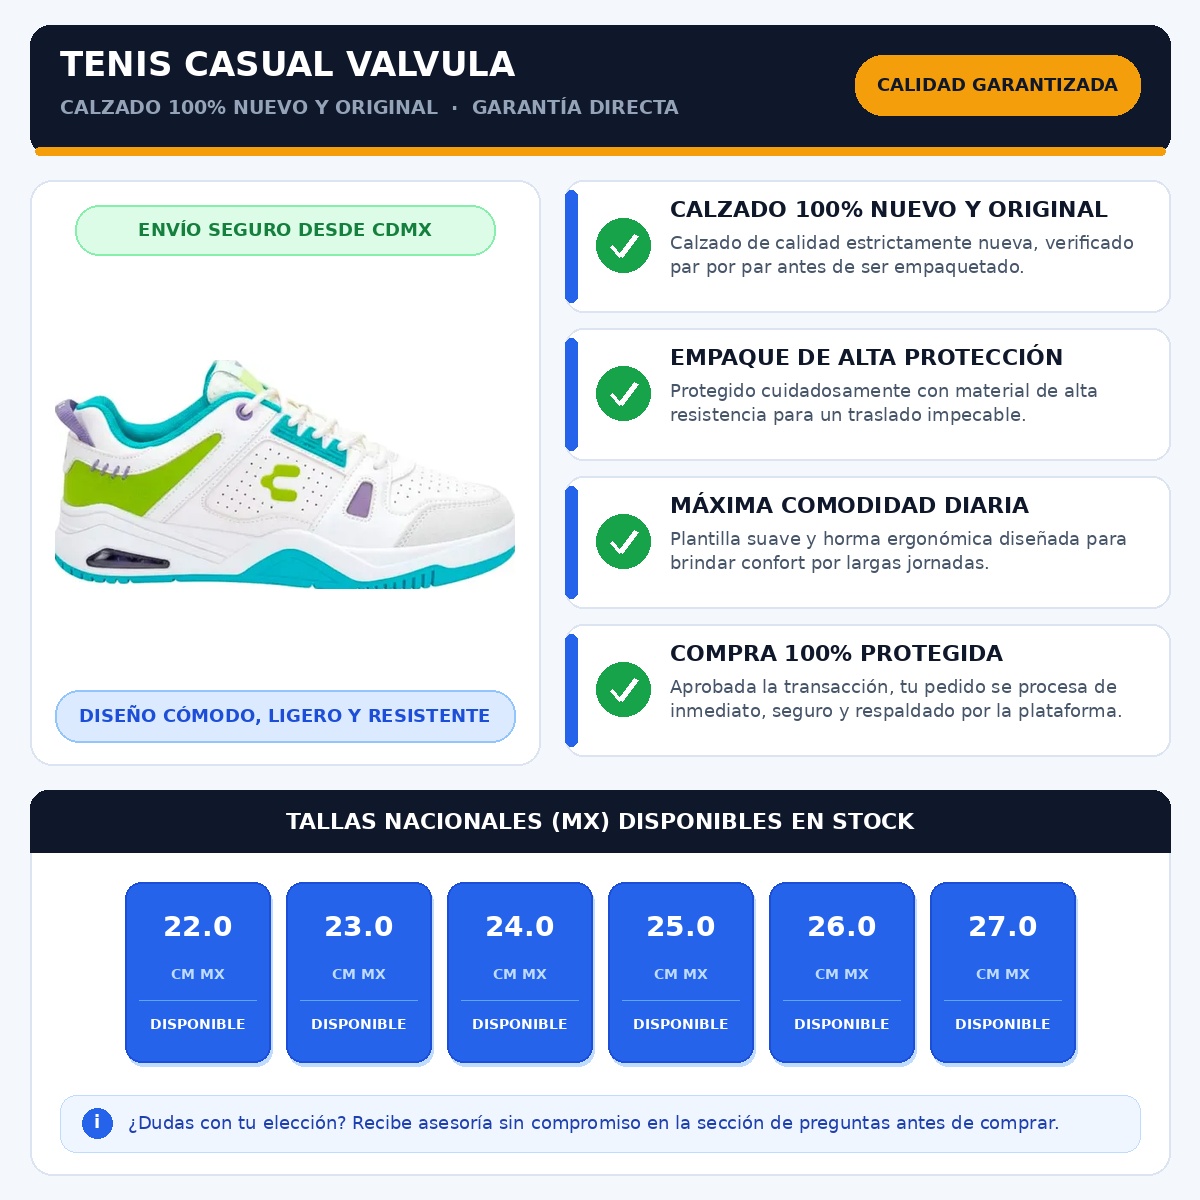 TENIS CASUAL VALVULA
CALZADO 100% NUEVO Y ORIGINAL · GARANTÍA DIRECTA
CALIDAD GARANTIZADA
ENVÍO SEGURO DESDE CDMX
DISEÑO CÓMODO, LIGERO Y RESISTENTE
CALZADO 100% NUEVO Y ORIGINAL
Calzado de calidad estrictamente nueva, verificado
par por par antes de ser empaquetado.
EMPAQUE DE ALTA PROTECCIÓN
Protegido cuidadosamente con material de alta
resistencia para un traslado impecable.
MÁXIMA COMODIDAD DIARIA
Plantilla suave y horma ergonómica diseñada para
brindar confort por largas jornadas.
COMPRA 100% PROTEGIDA
Aprobada la transacción, tu pedido se procesa de
inmediato, seguro y respaldado por la plataforma.
TALLAS NACIONALES (MX) DISPONIBLES EN STOCK
22.0
CM MX
DISPONIBLE
23.0
CM MX
DISPONIBLE
24.0
CM MX
DISPONIBLE
25.0
CM MX
DISPONIBLE
26.0
CM MX
DISPONIBLE
27.0
CM MX
DISPONIBLE
i ¿Dudas con tu elección? Recibe asesoría sin compromiso en la sección de preguntas antes de comprar.